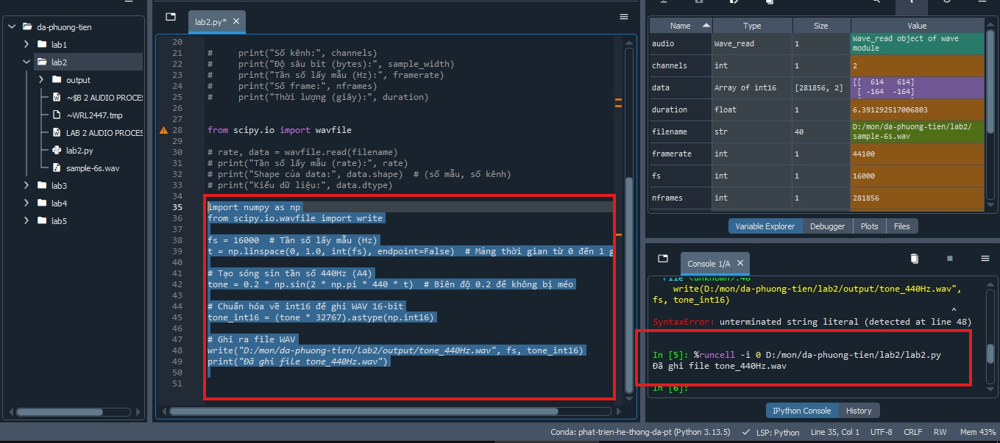 da-phuong-tien
lab1
lab2
output
~$B 2 AUDIO PROCES
~WRL2447.tmp
LAB 2 AUDIO PROCES
lab2.py
sample-6s.wav
lab3
lab4
lab5
lab2.py*
20
21 #     print("Số kênh:", channels)
22 #     print("Độ sâu bit (bytes):", sample_width)
23 #     print("Tần số lấy mẫu (Hz):", framerate)
24 #     print("Số frame:", nframes)
25 #     print("Thời lượng (giây):", duration)
26
27
28 from scipy.io import wavfile
29
30 # rate, data = wavfile.read(filename)
31 # print("Tần số lấy mẫu (rate):", rate)
32 # print("Shape của data:", data.shape)  # (số mẫu, số kênh)
33 # print("Kiểu dữ liệu:", data.dtype)
34
35 import numpy as np
36 from scipy.io.wavfile import write
37
38 fs = 16000  # Tần số lấy mẫu (Hz)
39 t = np.linspace(0, 1.0, int(fs), endpoint=False)  # Mảng thời gian từ 0 đến 1 g
40
41 # Tạo sóng sin tần số 440Hz (A4)
42 tone = 0.2 * np.sin(2 * np.pi * 440 * t)  # Biên độ 0.2 để không bị méo
43
44 # Chuẩn hóa về int16 để ghi WAV 16-bit
45 tone_int16 = (tone * 32767).astype(np.int16)
46
47 # Ghi ra file WAV
48 write("D:/mon/da-phuong-tien/lab2/output/tone_440Hz.wav", fs, tone_int16)
49 print("Đã ghi file tone_440Hz.wav")
50
51
Name Type Size Value
audio Wave_read 1 Wave_read object of wave
module
channels int 1 2
data Array of int16 [281856, 2] [[ 614 614]
[ -164 -164]
duration float 1 6.391292517006803
filename str 40 D:/mon/da-phuong-tien/lab2/
sample-6s.wav
framerate int 1 44100
fs int 1 16000
nframes int 1 281856
Variable Explorer Debugger Plots Files
Console 1/A
File <unknown>:48
write(D:/mon/da-phuong-tien/lab2/output/tone_440Hz.wav",
fs, tone_int16)
^
SyntaxError: unterminated string literal (detected at line 48)
In [5]: %runcell -i 0 D:/mon/da-phuong-tien/lab2/lab2.py
Đã ghi file tone_440Hz.wav
In [6]:
IPython Console History
Conda: phat-trien-he-thong-da-pt (Python 3.13.5) ✓ LSP: Python Line 35, Col 1 UTF-8 CRLF RW Mem 43%